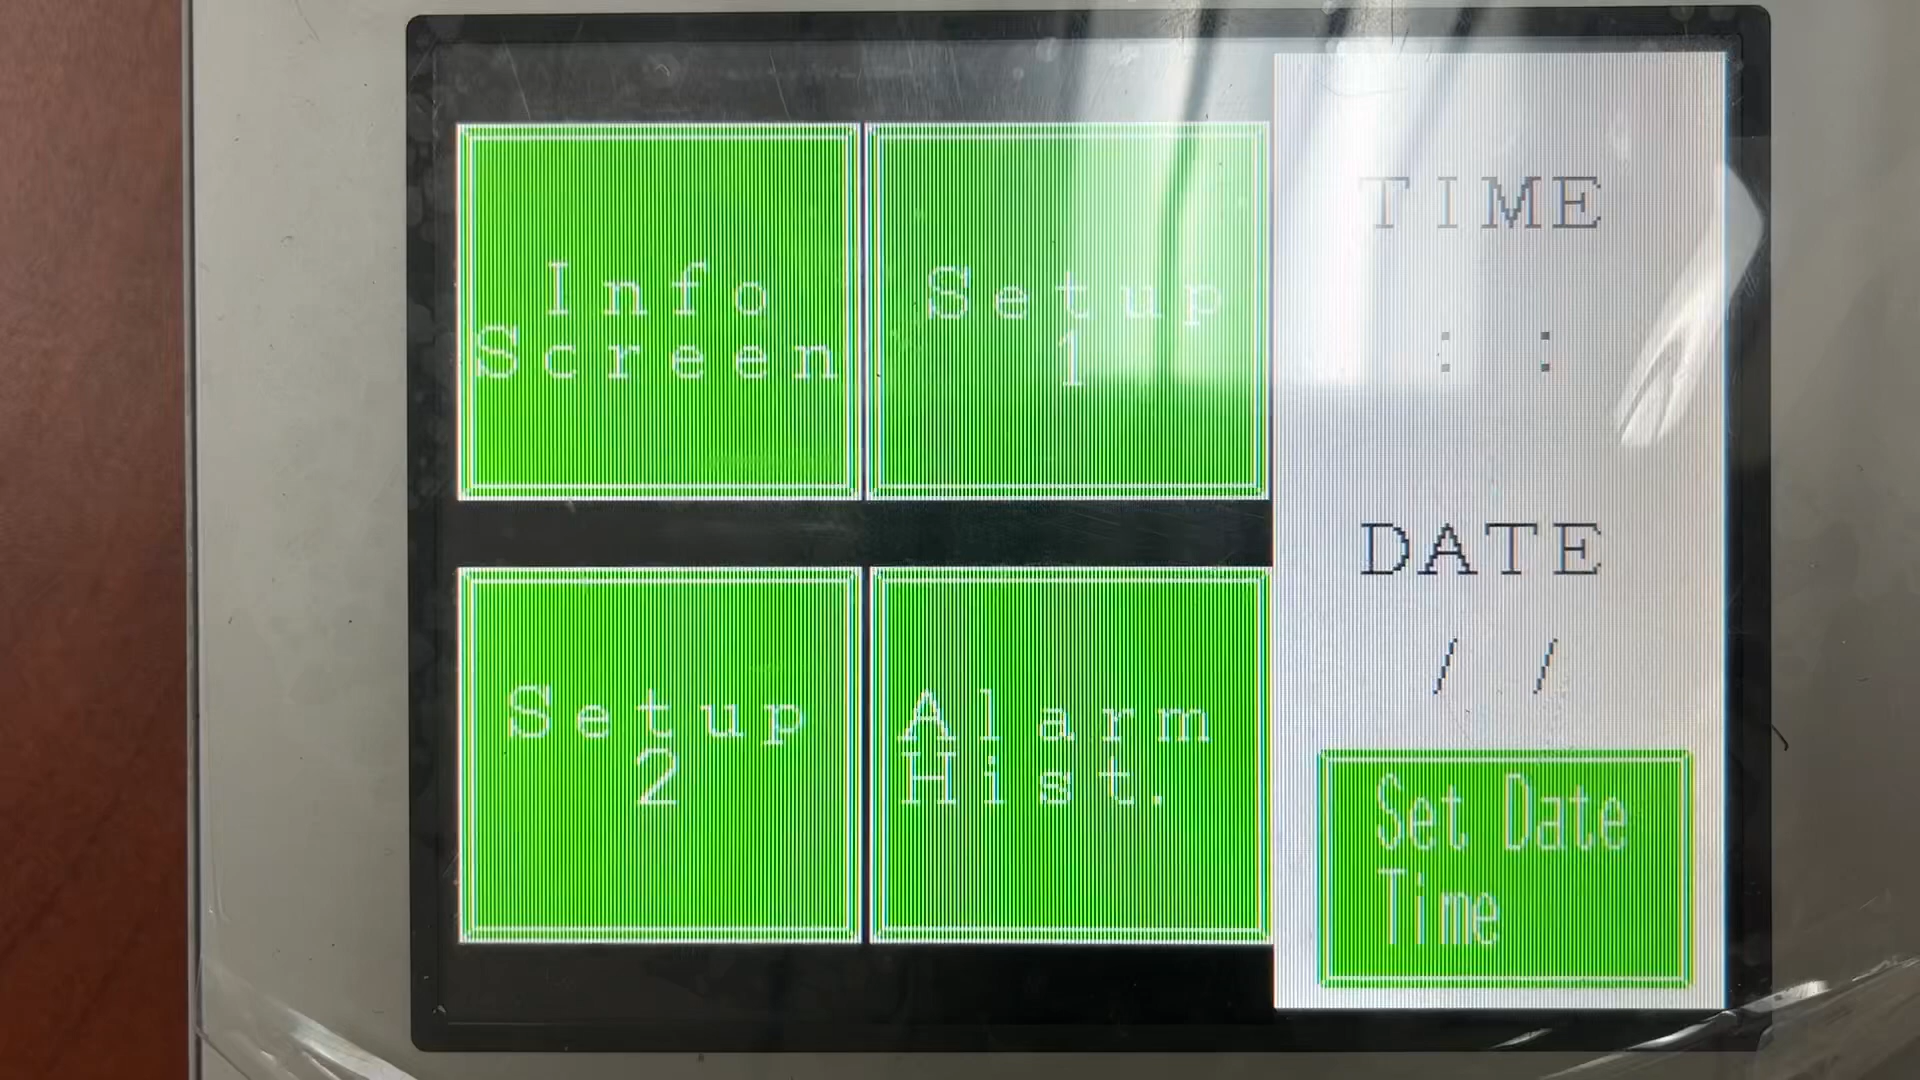 Info
Screen
Setup
1
Setup
2
Alarm
Hist.
TIME
: :
DATE
/ /
Set Date
Time